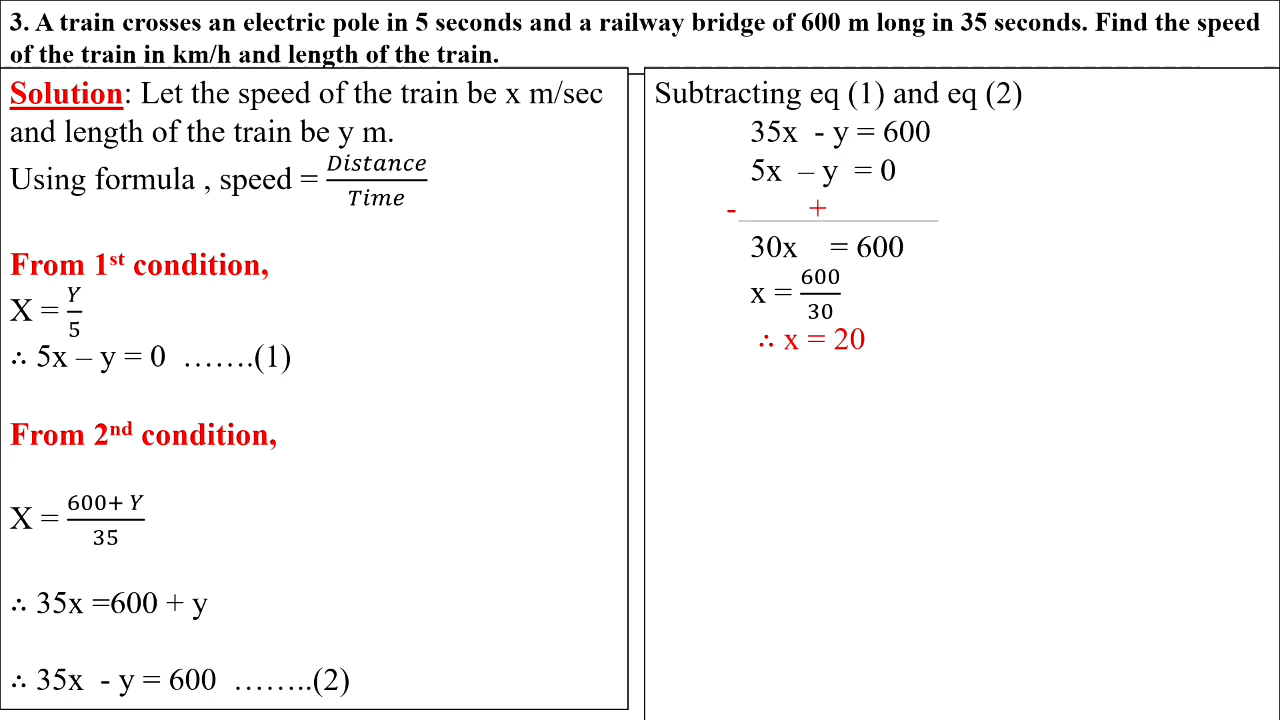 3. A train crosses an electric pole in 5 seconds and a railway bridge of 600 m long in 35 seconds. Find the speed
of the train in km/h and length of the train.
Solution: Let the speed of the train be x m/sec
and length of the train be y m.
Using formula , speed = Distance/Time
From 1st condition,
X = Y/5
∴ 5x – y = 0 …….(1)
From 2nd condition,
X = 600+ Y/35
∴ 35x =600 + y
∴ 35x - y = 600 ……..(2)
Subtracting eq (1) and eq (2)
35x - y = 600
5x – y = 0
- +
30x = 600
x = 600/30
∴ x = 20